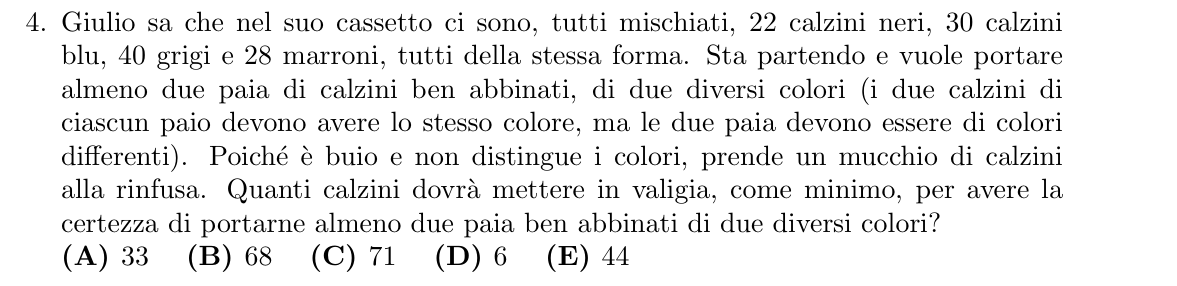 4. Giulio sa che nel suo cassetto ci sono, tutti mischiati, 22 calzini neri, 30 calzini
blu, 40 grigi e 28 marroni, tutti della stessa forma. Sta partendo e vuole portare
almeno due paia di calzini ben abbinati, di due diversi colori (i due calzini di
ciascun paio devono avere lo stesso colore, ma le due paia devono essere di colori
differenti). Poiché è buio e non distingue i colori, prende un mucchio di calzini
alla rinfusa. Quanti calzini dovrà mettere in valigia, come minimo, per avere la
certezza di portarne almeno due paia ben abbinati di due diversi colori?
(A) 33 (B) 68 (C) 71 (D) 6 (E) 44